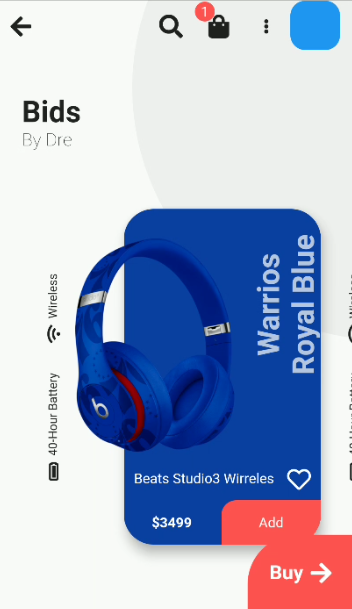 1
Bids
By Dre
Warrios
Royal Blue
Wireless
40-Hour Battery
b
Beats Studio3 Wirreles
$3499
Add
Buy